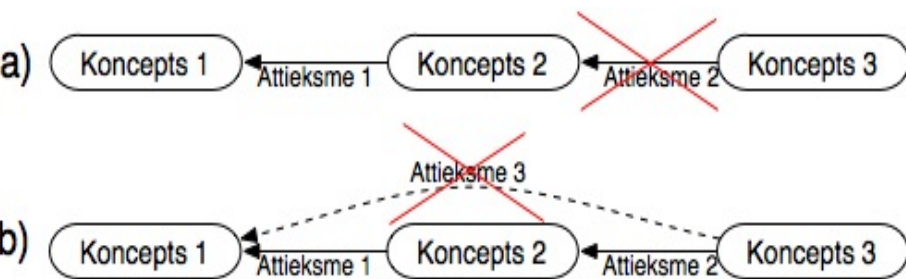 a) Koncepts 1 Attieksme 1 Koncepts 2 Attieksme 2 Koncepts 3
Attieksme 3
b) Koncepts 1 Attieksme 1 Koncepts 2 Attieksme 2 Koncepts 3